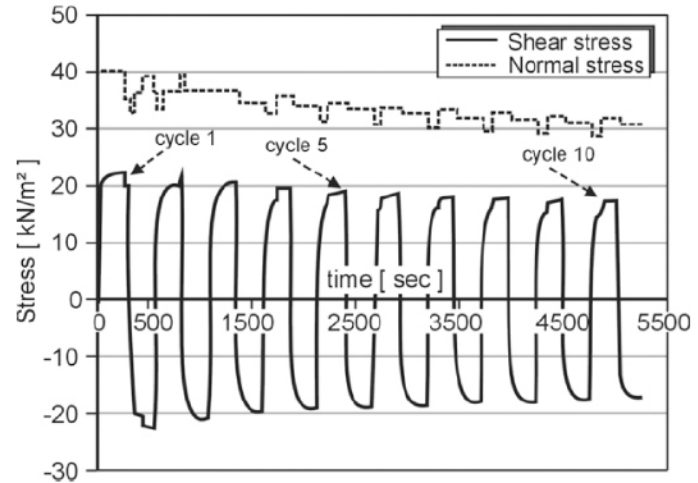 50
40
30
20
10
0
-10
-20
-30
Stress [ kN/m² ]
Shear stress
Normal stress
cycle 1
cycle 5
cycle 10
time [ sec ]
0 500 1500 2500 3500 4500 5500